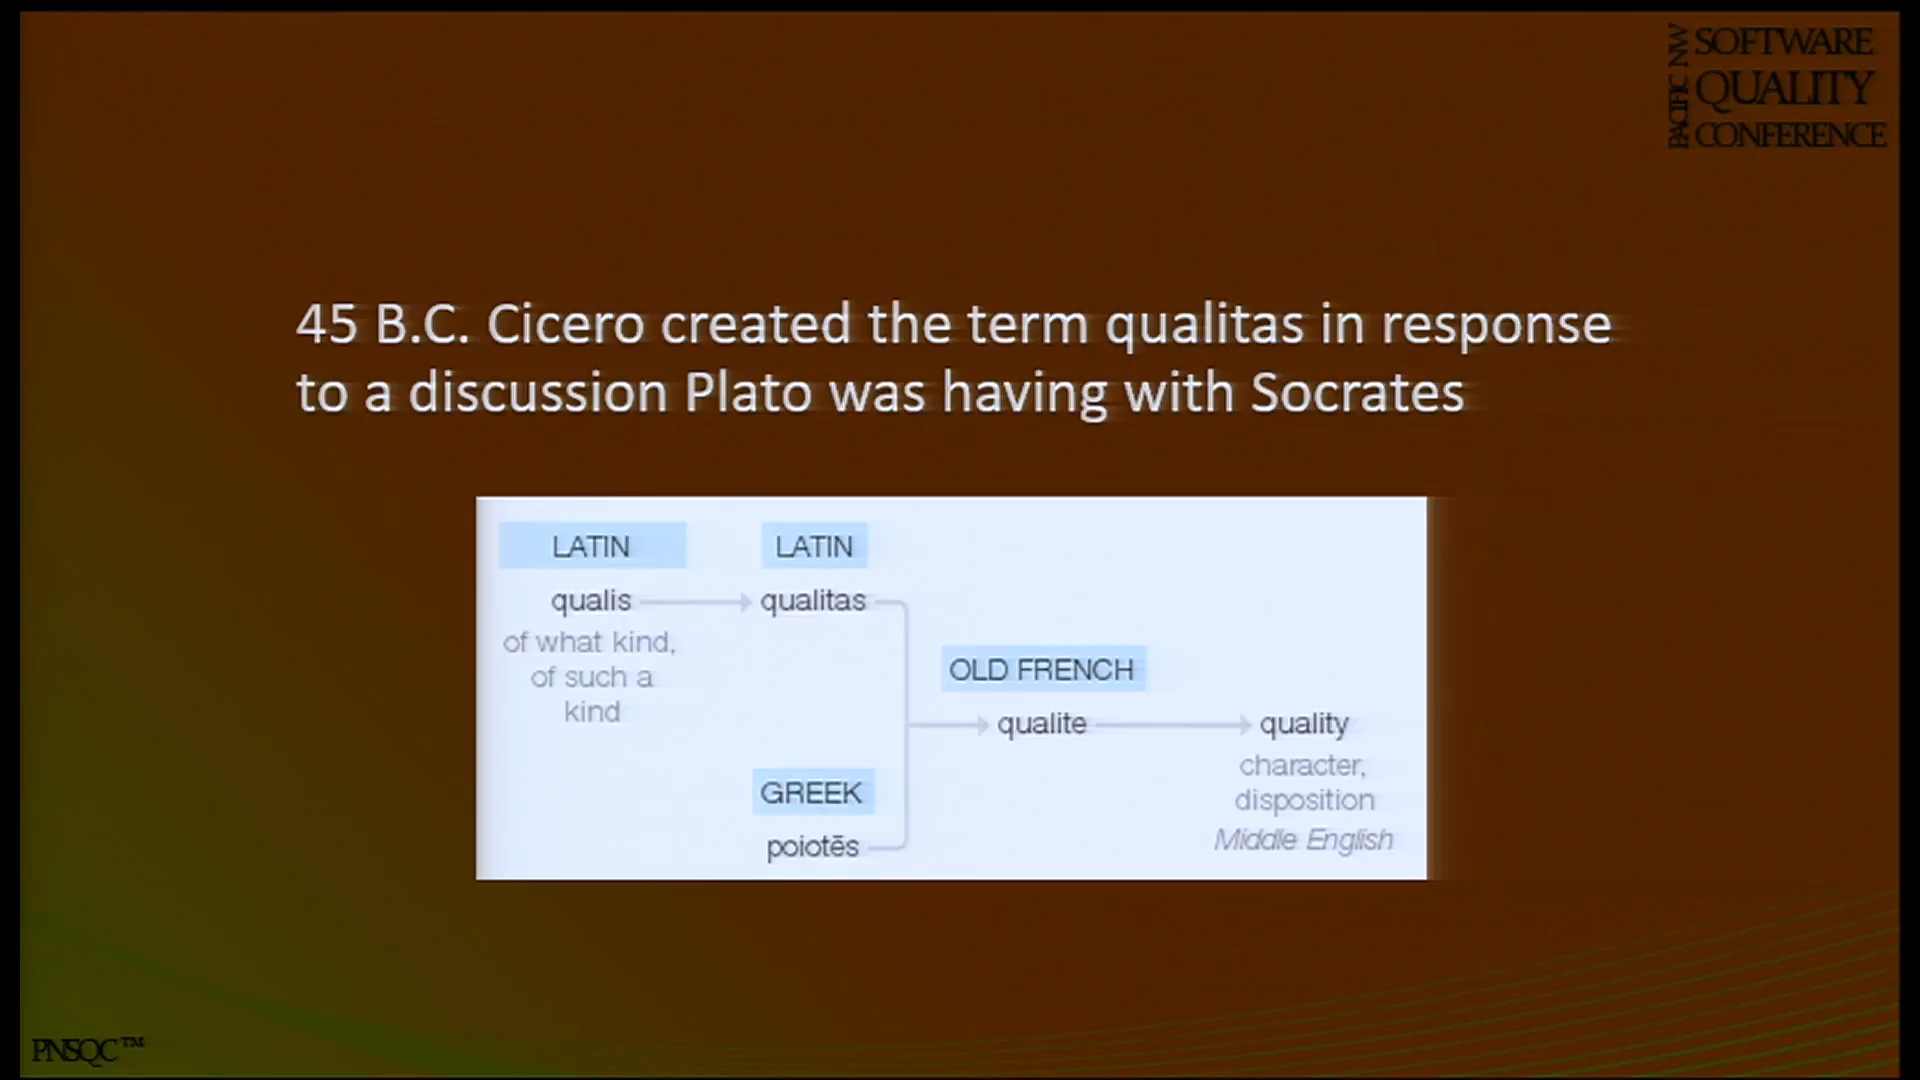 PACIFIC NW
SOFTWARE
QUALITY
CONFERENCE
45 B.C. Cicero created the term qualitas in response
to a discussion Plato was having with Socrates
LATIN
LATIN
qualis
qualitas
of what kind,
of such a
kind
OLD FRENCH
qualite
quality
character,
disposition
Middle English
GREEK
poiotēs
PNSQC™